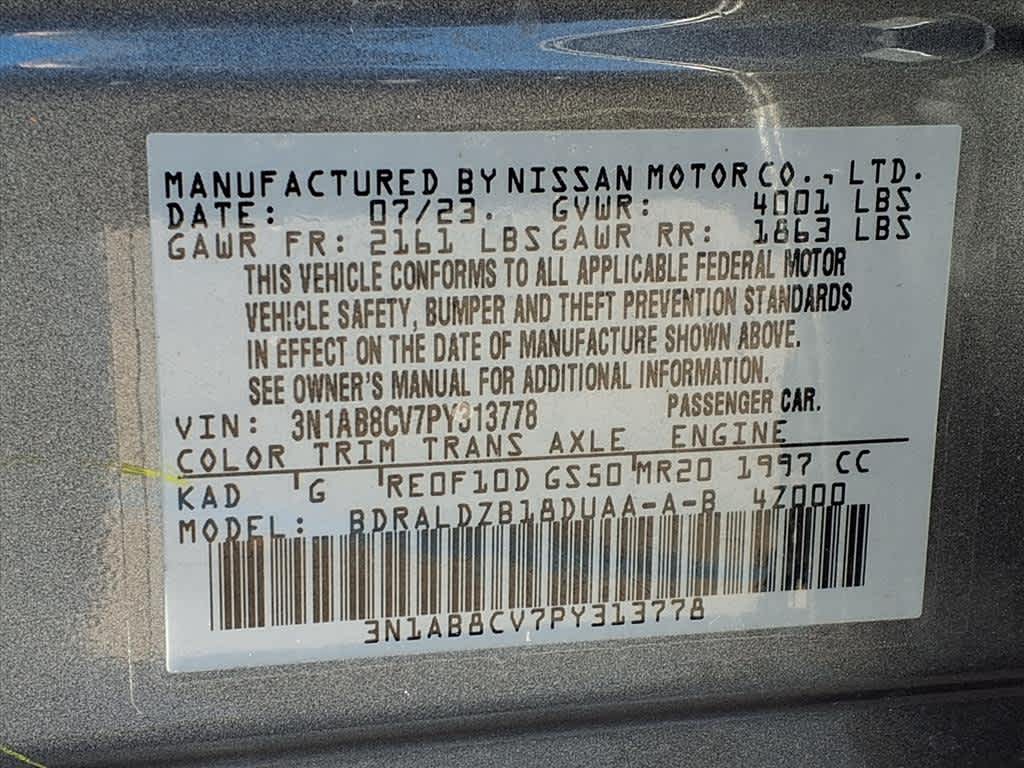 MANUFACTURED BY NISSAN MOTOR CO., LTD.
DATE: 07/23. GVWR: 4001 LBS
GAWR FR: 2161 LBS GAWR RR: 1863 LBS
THIS VEHICLE CONFORMS TO ALL APPLICABLE FEDERAL MOTOR
VEHICLE SAFETY, BUMPER AND THEFT PREVENTION STANDARDS
IN EFFECT ON THE DATE OF MANUFACTURE SHOWN ABOVE.
SEE OWNER'S MANUAL FOR ADDITIONAL INFORMATION.
VIN: 3N1AB8CV7PY313778 PASSENGER CAR.
COLOR TRIM TRANS AXLE ENGINE
KAD G RE0F10D GS50 MR20 1997 CC
MODEL: BDRALDZB18DUAA-A-B 4Z000
3N1AB8CV7PY313778